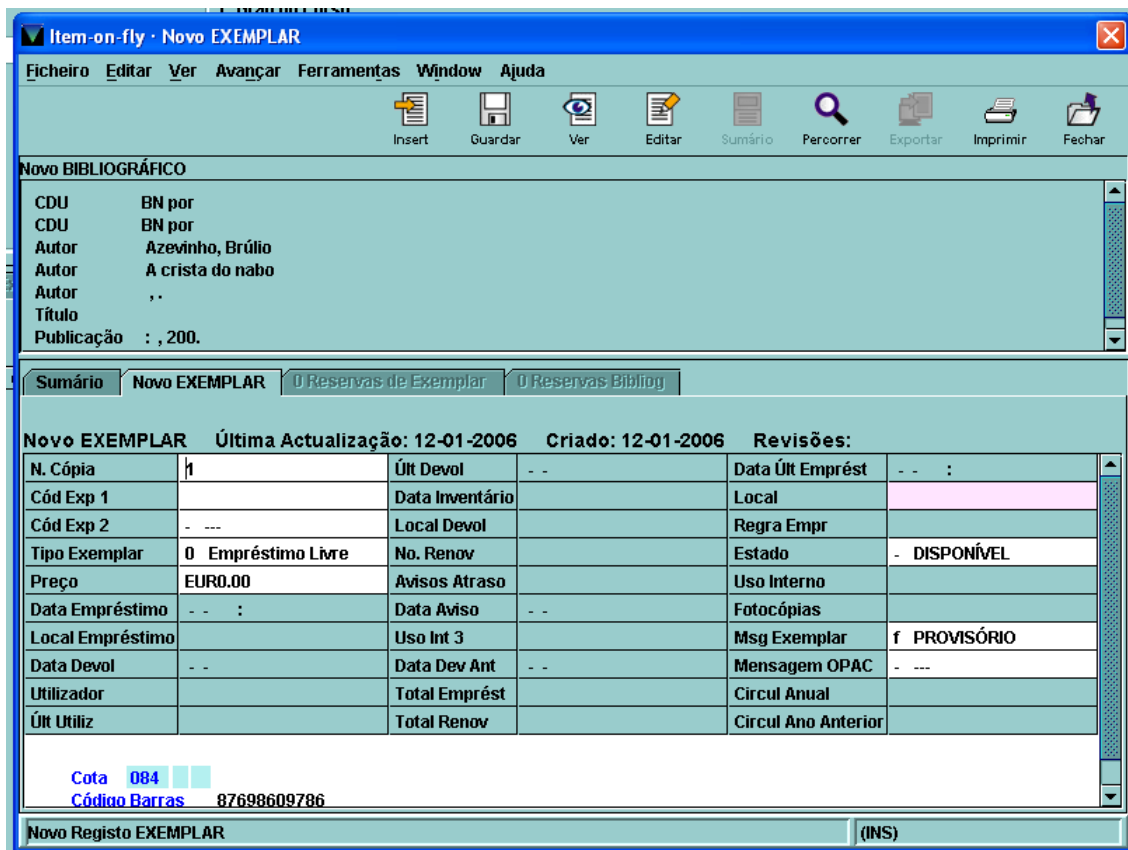 Item-on-fly · Novo EXEMPLAR
Ficheiro Editar Ver Avançar Ferramentas Window Ajuda
Insert Guardar Ver Editar Sumário Percorrer Exportar Imprimir Fechar
Novo BIBLIOGRÁFICO
CDU BN por
CDU BN por
Autor Azevinho, Brúlio
Autor A crista do nabo
Autor , .
Título
Publicação : , 200.
Sumário Novo EXEMPLAR 0 Reservas de Exemplar 0 Reservas Bibliog
Novo EXEMPLAR Última Actualização: 12-01-2006 Criado: 12-01-2006 Revisões:
N. Cópia 1 Últ Devol - - Data Últ Emprést - - :
Cód Exp 1 Data Inventário Local
Cód Exp 2 - --- Local Devol Regra Empr
Tipo Exemplar 0 Empréstimo Livre No. Renov Estado - DISPONÍVEL
Preço EUR0.00 Avisos Atraso Uso Interno
Data Empréstimo - - : Data Aviso - - Fotocópias
Local Empréstimo Uso Int 3 Msg Exemplar f PROVISÓRIO
Data Devol - - Data Dev Ant - - Mensagem OPAC - ---
Utilizador Total Emprést Circul Anual
Últ Utiliz Total Renov Circul Ano Anterior
Cota 084
Código Barras 87698609786
Novo Registo EXEMPLAR (INS)